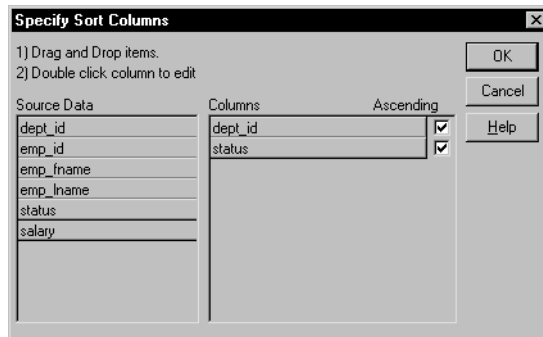 Specify Sort Columns
1) Drag and Drop items.
2) Double click column to edit
OK
Cancel
Help
Source Data
dept_id
emp_id
emp_fname
emp_lname
status
salary
Columns Ascending
dept_id
status